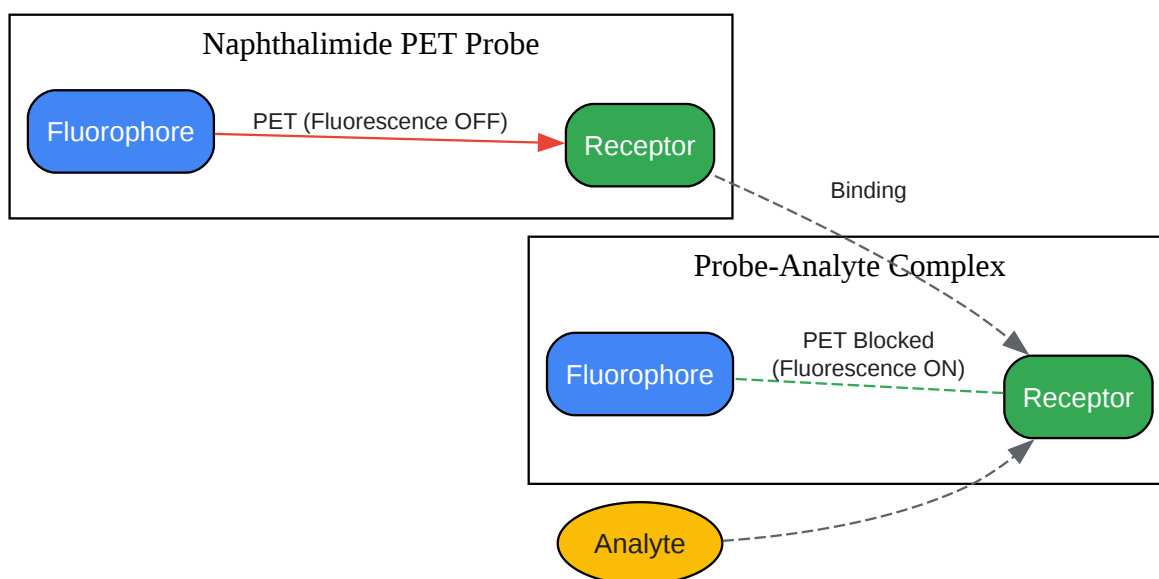 Naphthalimide PET Probe
Fluorophore
PET (Fluorescence OFF)
Receptor
Binding
Probe-Analyte Complex
Fluorophore
PET Blocked
(Fluorescence ON)
Receptor
Analyte